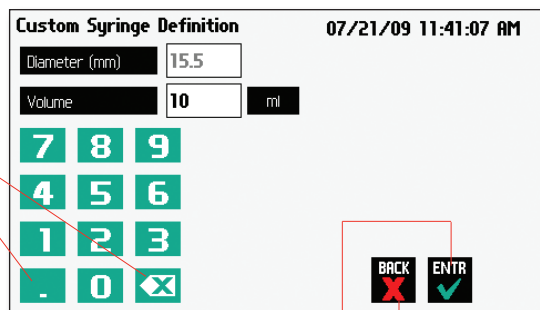 Custom Syringe Definition 07/21/09 11:41:07 AM
Diameter (mm) 15.5
Volume 10 ml
7 8 9
4 5 6
1 2 3
. 0 X
BACK ENTR